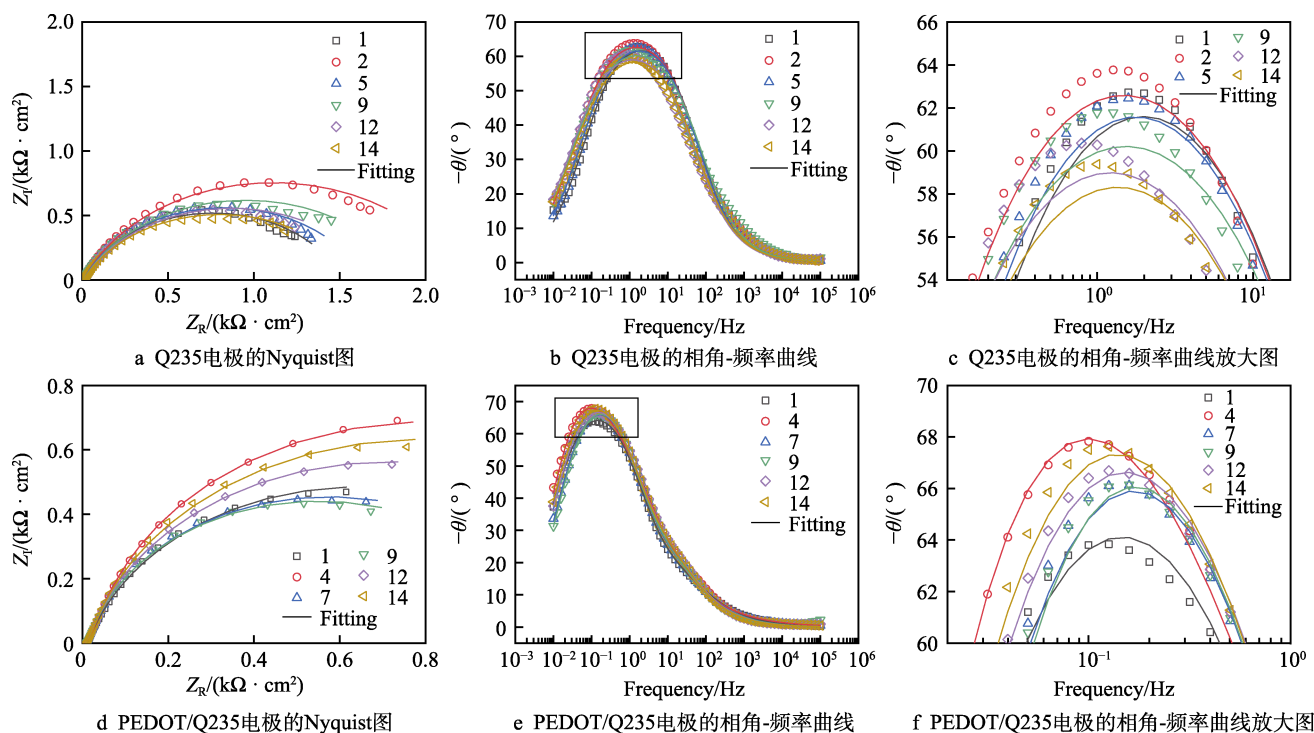 2.0
1.5
1.0
0.5
0
0.5
1.0
1.5
2.0
Z_I/(kΩ · cm²)
Z_R/(kΩ · cm²)
1
2
5
9
12
14
Fitting
a Q235电极的Nyquist图
70
60
50
40
30
20
10
0
10⁻³ 10⁻² 10⁻¹ 10⁰ 10¹ 10² 10³ 10⁴ 10⁵ 10⁶
−θ/(°)
Frequency/Hz
1
2
5
9
12
14
Fitting
b Q235电极的相角-频率曲线
66
64
62
60
58
56
54
10⁰ 10¹
−θ/(°)
Frequency/Hz
1 9
2 12
5 14
Fitting
c Q235电极的相角-频率曲线放大图
0.8
0.6
0.4
0.2
0
0 0.2 0.4 0.6 0.8
Z_I/(kΩ · cm²)
Z_R/(kΩ · cm²)
1 9
4 12
7 14
Fitting
d PEDOT/Q235电极的Nyquist图
70
60
50
40
30
20
10
0
10⁻³ 10⁻² 10⁻¹ 10⁰ 10¹ 10² 10³ 10⁴ 10⁵ 10⁶
−θ/(°)
Frequency/Hz
1
4
7
9
12
14
Fitting
e PEDOT/Q235电极的相角-频率曲线
70
68
66
64
62
60
10⁻¹ 10⁰
−θ/(°)
Frequency/Hz
1
4
7
9
12
14
Fitting
f PEDOT/Q235电极的相角-频率曲线放大图